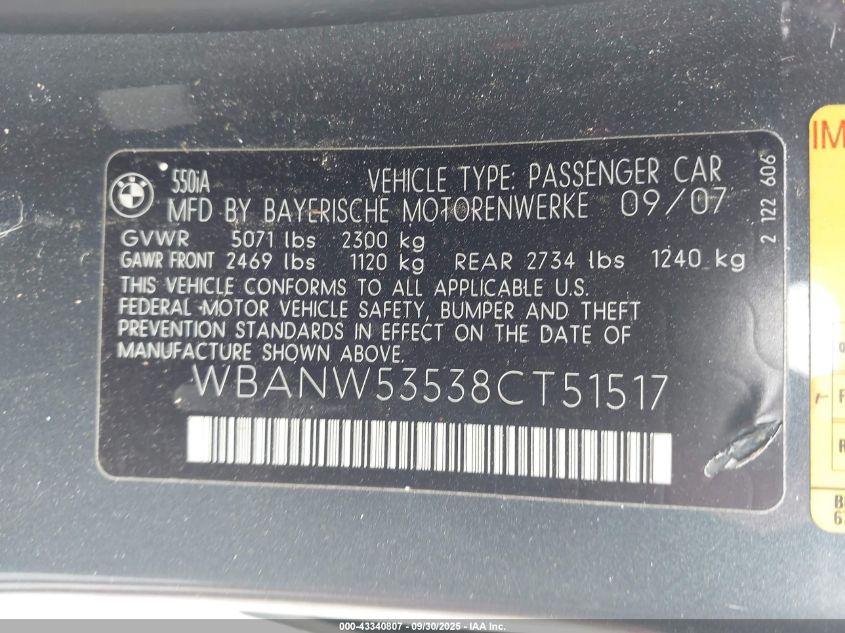 550iA
VEHICLE TYPE. PASSENGER CAR
MFD BY BAYERISCHE MOTORENWERKE 09/07
GVWR 5071 lbs 2300 kg
GAWR FRONT 2469 lbs 1120 kg REAR 2734 lbs 1240 kg
THIS VEHICLE CONFORMS TO ALL APPLICABLE U.S.
FEDERAL MOTOR VEHICLE SAFETY, BUMPER AND THEFT
PREVENTION STANDARDS IN EFFECT ON THE DATE OF
MANUFACTURE SHOWN ABOVE.
WBANW53538CT51517
2 122 606
BMW
IM
F
R
000-43340807 - 09/30/2025 - IAA Inc.